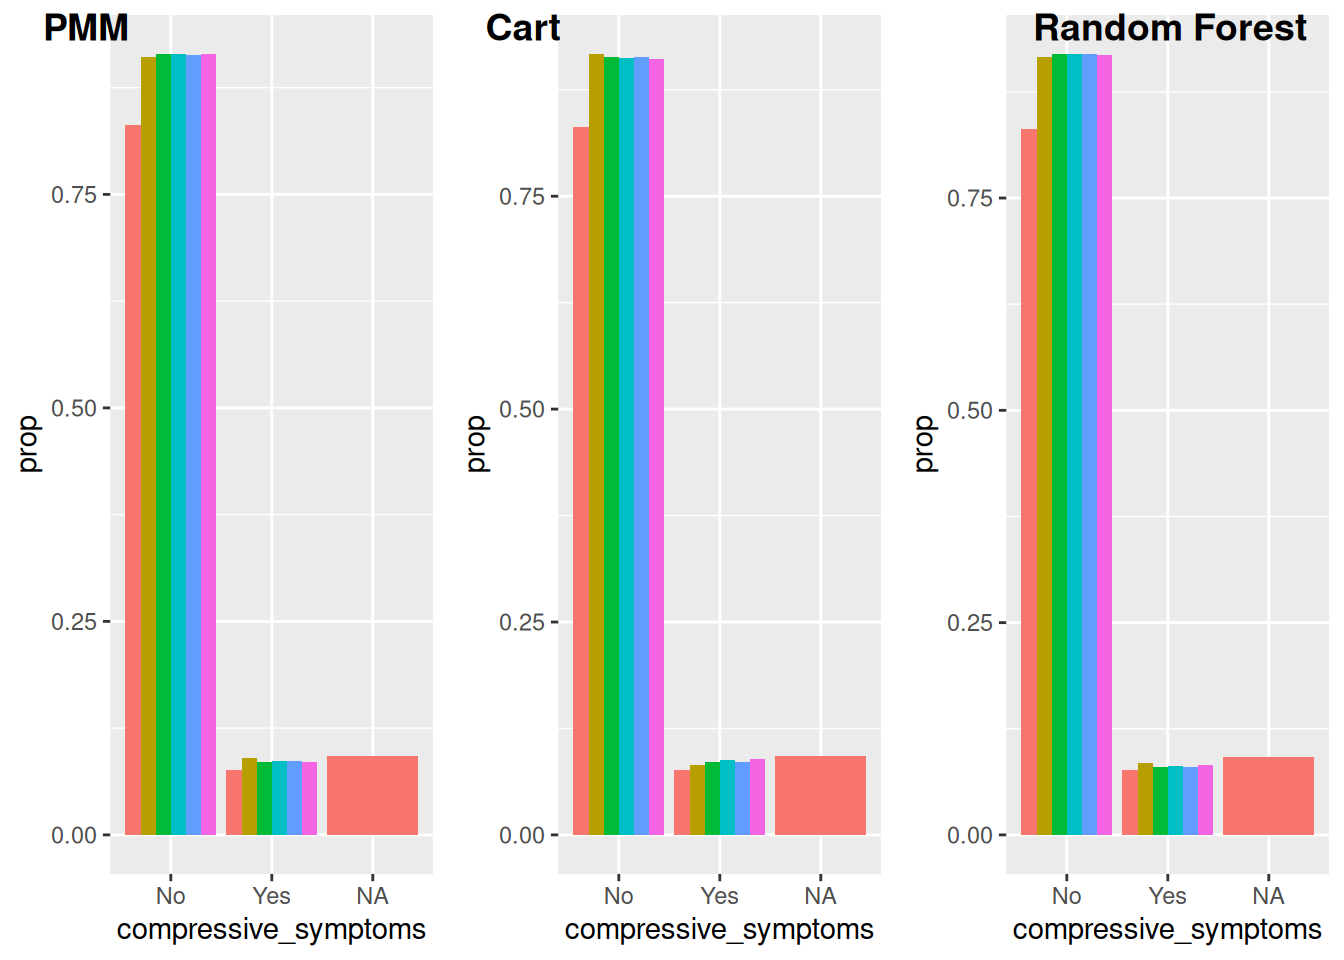 PMM
prop
0.75
0.50
0.25
0.00
No Yes NA
compressive_symptoms
Cart
prop
0.75
0.50
0.25
0.00
No Yes NA
compressive_symptoms
Random Forest
prop
0.75
0.50
0.25
0.00
No Yes NA
compressive_symptoms